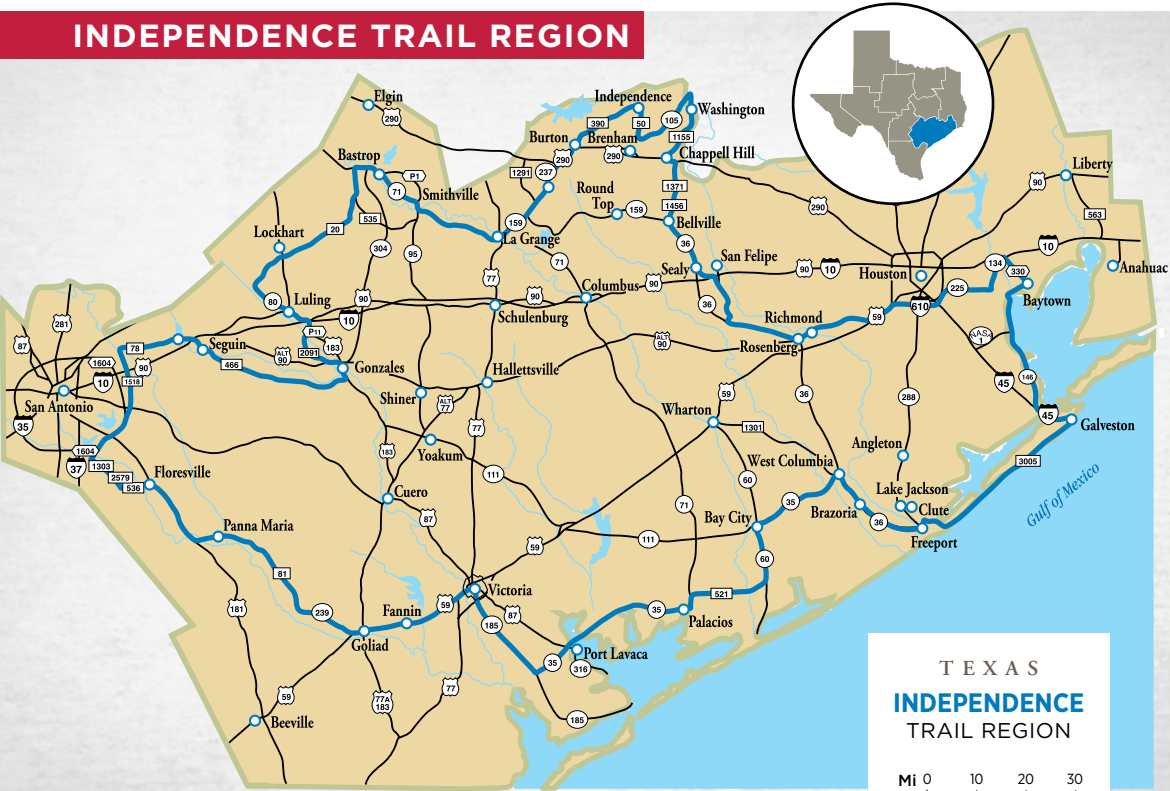 INDEPENDENCE TRAIL REGION
Elgin
290
Independence
Washington
390
50
105
1155
Burton
Brenham
290
290
Chappell Hill
Bastrop
P1
71
Smithville
1291
237
1371
1456
Round
Top
159
Bellville
290
Liberty
90
563
535
20
304
95
159
La Grange
71
36
Lockhart
San Felipe
Sealy
90
10
Houston
134
10
330
Anahuac
225
Baytown
610
77
90
Columbus
90
36
80
Luling
90
10
Schulenburg
Richmond
59
Rosenberg
NASA
1
281
87
P11
183
ALT
90
2091
ALT
90
78
Seguin
466
90
1604
10
1518
San Antonio
35
Gonzales
Hallettsville
Shiner
ALT
77
77
Yoakum
183
111
Wharton
59
1301
36
288
45
146
45
Galveston
3005
Gulf of Mexico
Angleton
West Columbia
Lake Jackson
Clute
Brazoria
36
Freeport
60
35
Bay City
71
111
60
1604
37
1303
2579
536
Floresville
Cuero
87
59
Panna Maria
81
181
239
Goliad
Fannin
59
Victoria
87
185
35
Port Lavaca
316
35
Palacios
521
59
77A
183
77
185
Beeville
TEXAS
INDEPENDENCE
TRAIL REGION
Mi 0 10 20 30